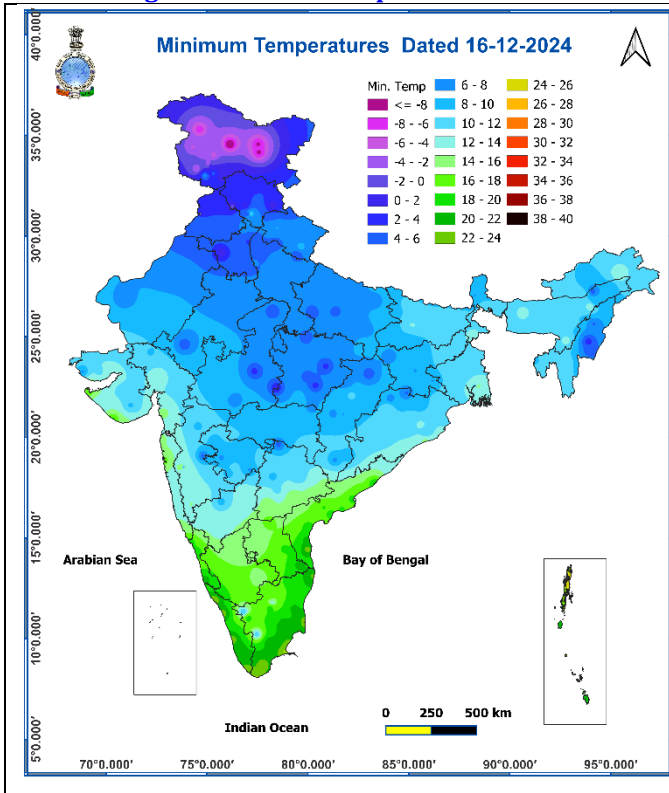 Minimum Temperatures Dated 16-12-2024
Min. Temp
<= -8
-8 - -6
-6 - -4
-4 - -2
-2 - 0
0 - 2
2 - 4
4 - 6
6 - 8
8 - 10
10 - 12
12 - 14
14 - 16
16 - 18
18 - 20
20 - 22
22 - 24
24 - 26
26 - 28
28 - 30
30 - 32
32 - 34
34 - 36
36 - 38
38 - 40
40°0.000'
35°0.000'
30°0.000'
25°0.000'
20°0.000'
15°0.000'
10°0.000'
5°0.000'
Arabian Sea
Bay of Bengal
Indian Ocean
0 250 500 km
70°0.000' 75°0.000' 80°0.000' 85°0.000' 90°0.000' 95°0.000'